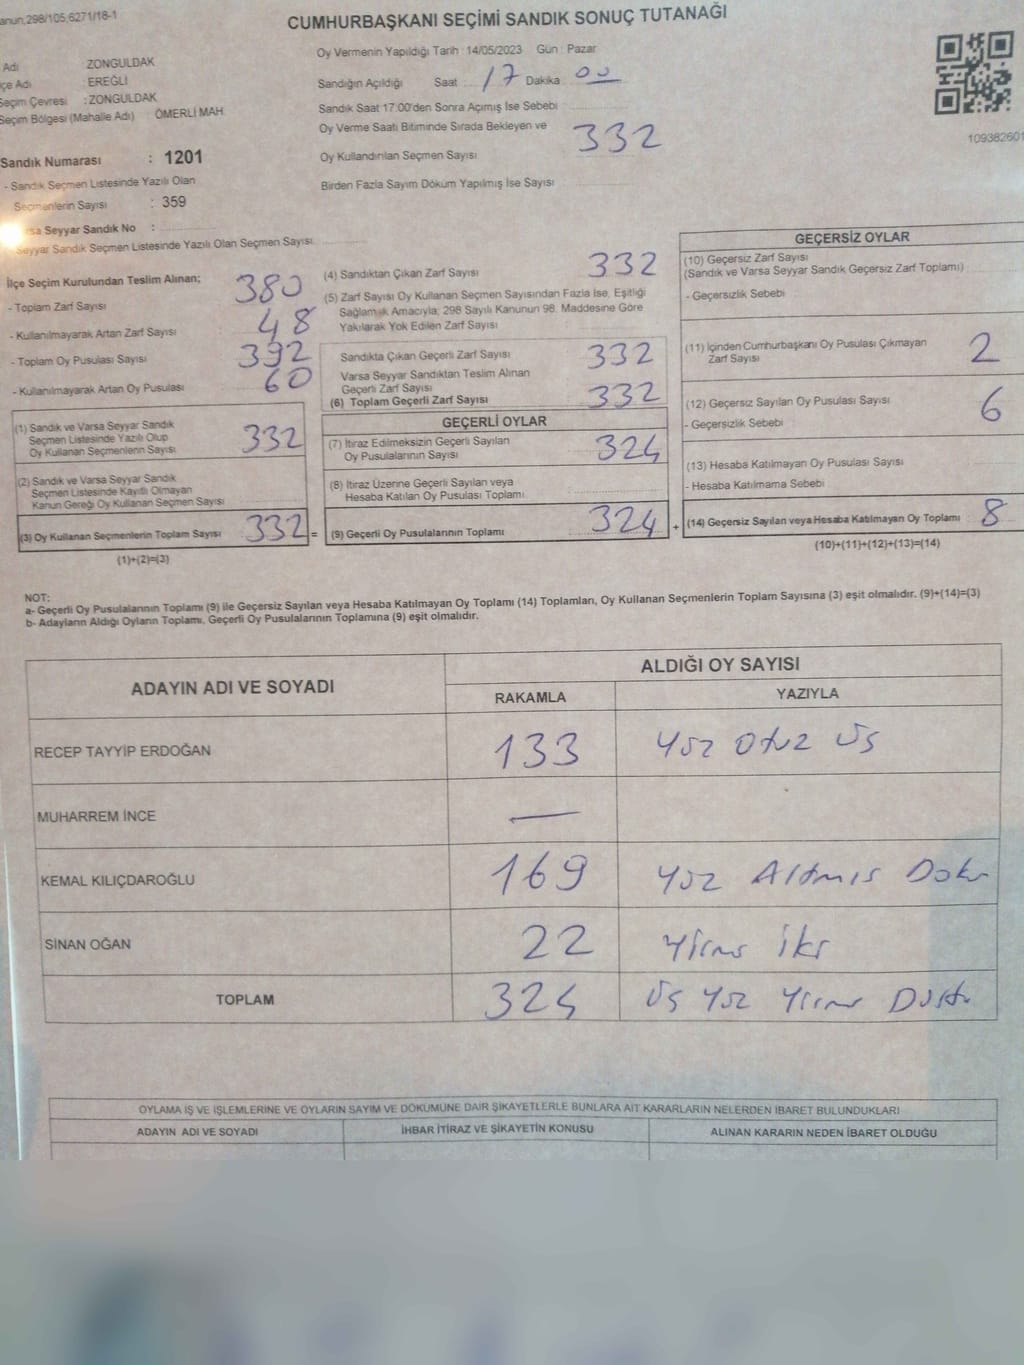 anun,298/105,6271/18-1
CUMHURBAŞKANI SEÇİMİ SANDIK SONUÇ TUTANAĞI
Adı : ZONGULDAK
çe Adı : EREĞLİ
Seçim Çevresi : ZONGULDAK
Seçim Bölgesi (Mahalle Adı) : ÖMERLİ MAH
Sandık Numarası : 1201
- Sandık Seçmen Listesinde Yazılı Olan
Seçmenlerin Sayısı : 359
rsa Seyyar Sandık No :
Seyyar Sandık Seçmen Listesinde Yazılı Olan Seçmen Sayısı
Oy Vermenin Yapıldığı Tarih : 14/05/2023 Gün : Pazar
Sandığın Açıldığı Saat : 17 Dakika 00
Sandık Saat 17:00'den Sonra Açımış İse Sebebi
Oy Verme Saati Bitiminde Sırada Bekleyen ve
Oy Kullandırılan Seçmen Sayısı 332
Birden Fazla Sayım Döküm Yapılmış İse Sayısı
109382601
İlçe Seçim Kurulundan Teslim Alınan;
- Toplam Zarf Sayısı 380
- Kullanılmayarak Artan Zarf Sayısı 48
- Toplam Oy Pusulası Sayısı 392
- Kullanılmayarak Artan Oy Pusulası 60
(1) Sandık ve Varsa Seyyar Sandık
Seçmen Listesinde Yazılı Olup
Oy Kullanan Seçmenlerin Sayısı 332
(2) Sandık ve Varsa Seyyar Sandık
Seçmen Listesinde Kayıtlı Olmayan
Kanun Gereği Oy Kullanan Seçmen Sayısı
(3) Oy Kullanan Seçmenlerin Toplam Sayısı 332 =
(1)+(2)=(3)
(4) Sandıktan Çıkan Zarf Sayısı 332
(5) Zarf Sayısı Oy Kullanan Seçmen Sayısından Fazla İse, Eşitliği
Sağlamak Amacıyla; 298 Sayılı Kanunun 98. Maddesine Göre
Yakılarak Yok Edilen Zarf Sayısı
Sandıkta Çıkan Geçerli Zarf Sayısı 332
Varsa Seyyar Sandıktan Teslim Alınan
Geçerli Zarf Sayısı
(6) Toplam Geçerli Zarf Sayısı 332
GEÇERLİ OYLAR
(7) İtiraz Edilmeksizin Geçerli Sayılan
Oy Pusulalarının Sayısı 324
(8) İtiraz Üzerine Geçerli Sayılan veya
Hesaba Katılan Oy Pusulası Toplamı
(9) Geçerli Oy Pusulalarının Toplamı 324 +
GEÇERSİZ OYLAR
(10) Geçersiz Zarf Sayısı
(Sandık ve Varsa Seyyar Sandık Geçersiz Zarf Toplamı)
- Geçersizlik Sebebi
(11) İçinden Cumhurbaşkanı Oy Pusulası Çıkmayan
Zarf Sayısı 2
(12) Geçersiz Sayılan Oy Pusulası Sayısı 6
- Geçersizlik Sebebi
(13) Hesaba Katılmayan Oy Pusulası Sayısı
- Hesaba Katılmama Sebebi
(14) Geçersiz Sayılan veya Hesaba Katılmayan Oy Toplamı 8
(10)+(11)+(12)+(13)=(14)
NOT:
a- Geçerli Oy Pusulalarının Toplamı (9) ile Geçersiz Sayılan veya Hesaba Katılmayan Oy Toplamı (14) Toplamları, Oy Kullanan Seçmenlerin Toplam Sayısına (3) eşit olmalıdır. (9)+(14)=(3)
b- Adayların Aldığı Oyların Toplamı, Geçerli Oy Pusulalarının Toplamına (9) eşit olmalıdır.
ADAYIN ADI VE SOYADI ALDIĞI OY SAYISI
RAKAMLA YAZIYLA
RECEP TAYYİP ERDOĞAN 133 Yüz Otuz Üç
MUHARREM İNCE —
KEMAL KILIÇDAROĞLU 169 Yüz Altmış Doku
SİNAN OĞAN 22 Yirmi İki
TOPLAM 324 Üç Yüz Yirmi Dört
OYLAMA İŞ VE İŞLEMLERİNE VE OYLARIN SAYIM VE DÖKÜMÜNE DAİR ŞİKAYETLERLE BUNLARA AİT KARARLARIN NELERDEN İBARET BULUNDUKLARI
ADAYIN ADI VE SOYADI İHBAR İTİRAZ VE ŞİKAYETİN KONUSU ALINAN KARARIN NEDEN İBARET OLDUĞU